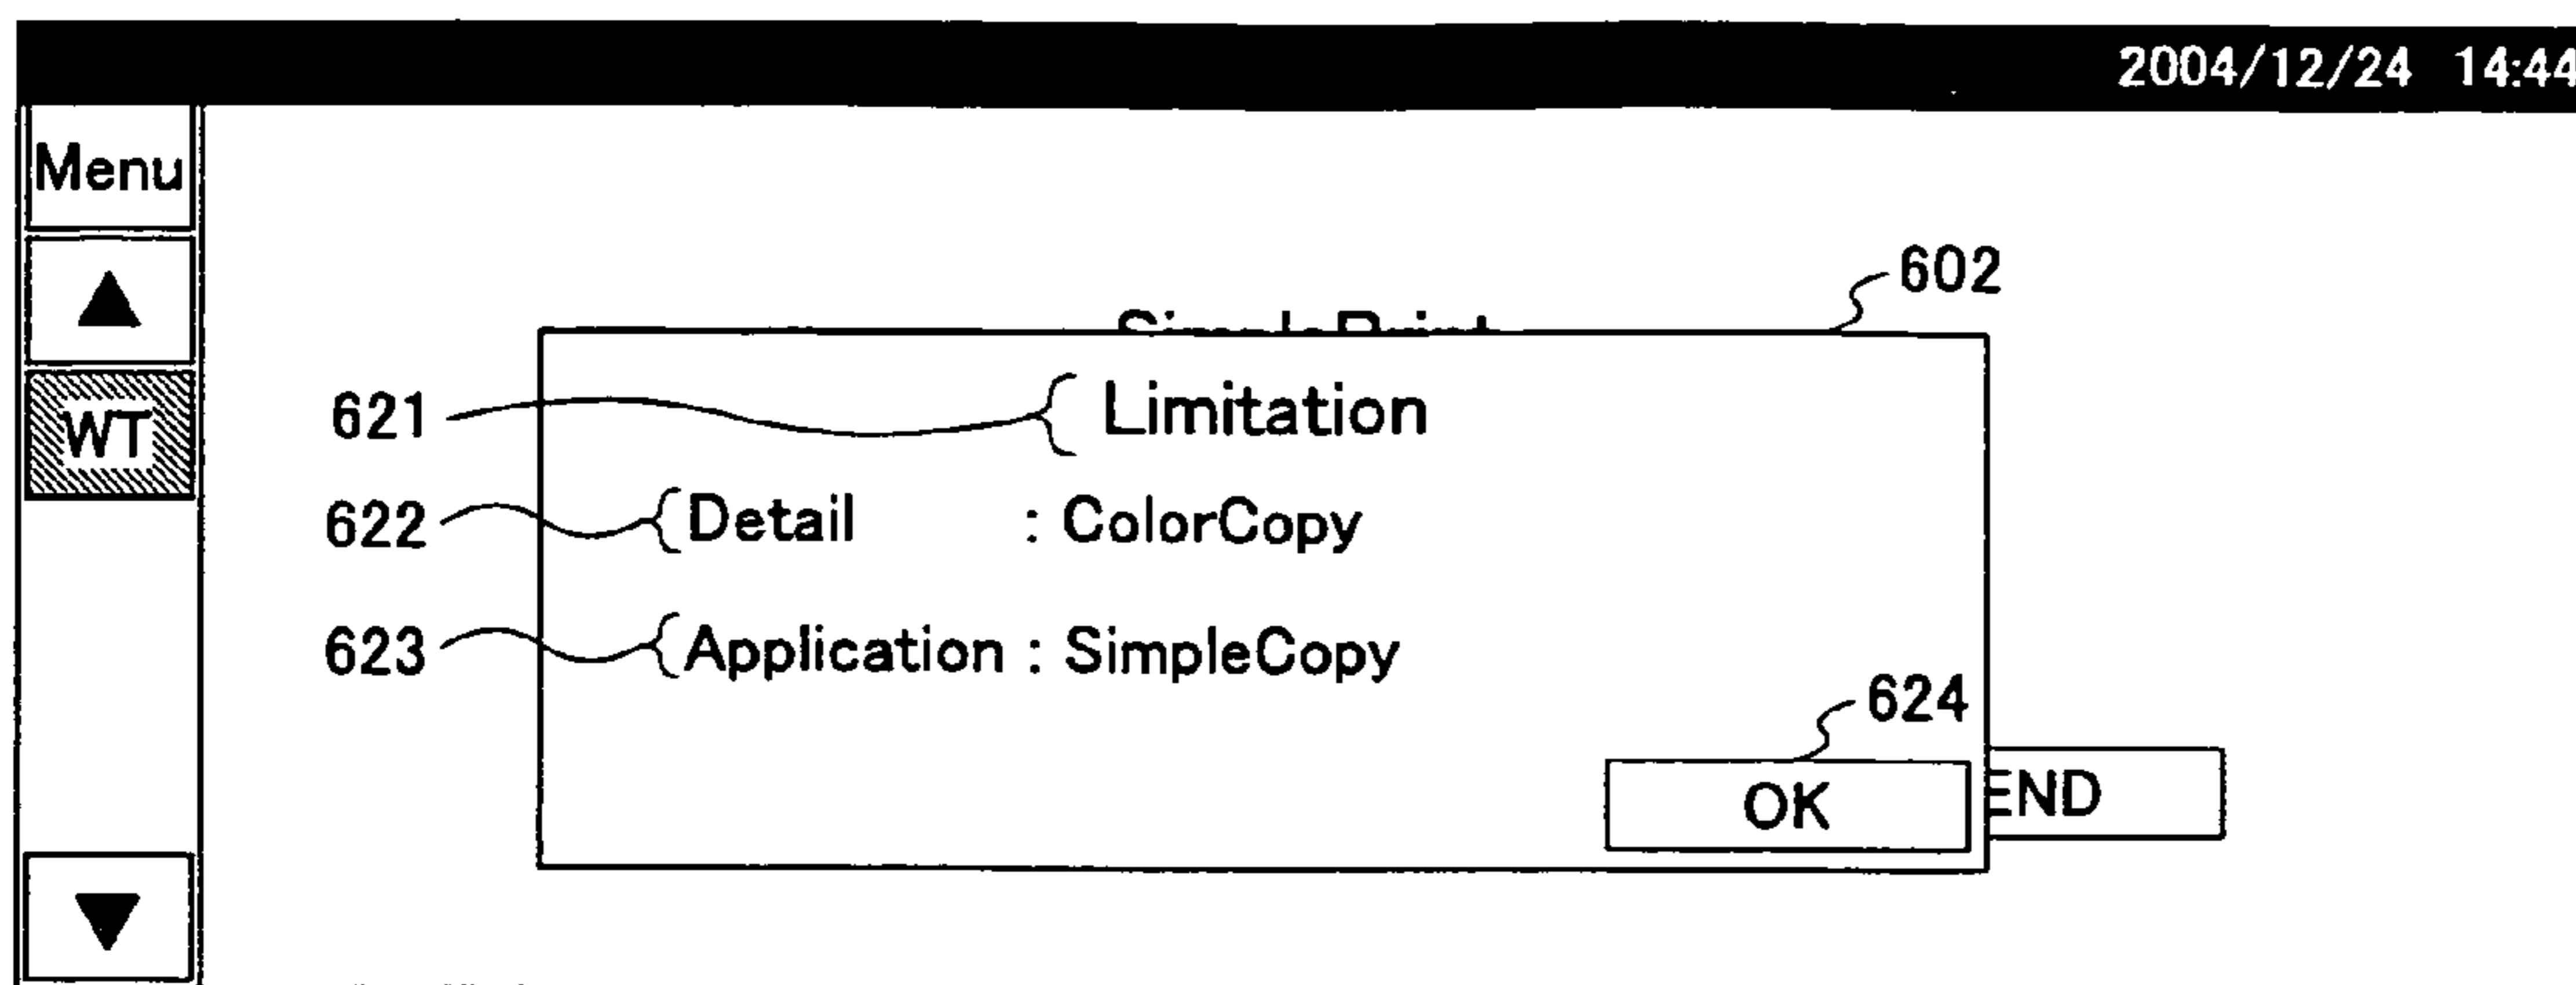 2004/12/24 14:44
Menu
602
621 Limitation
WT
622 Detail : ColorCopy
623 Application : SimpleCopy
624
OK
END